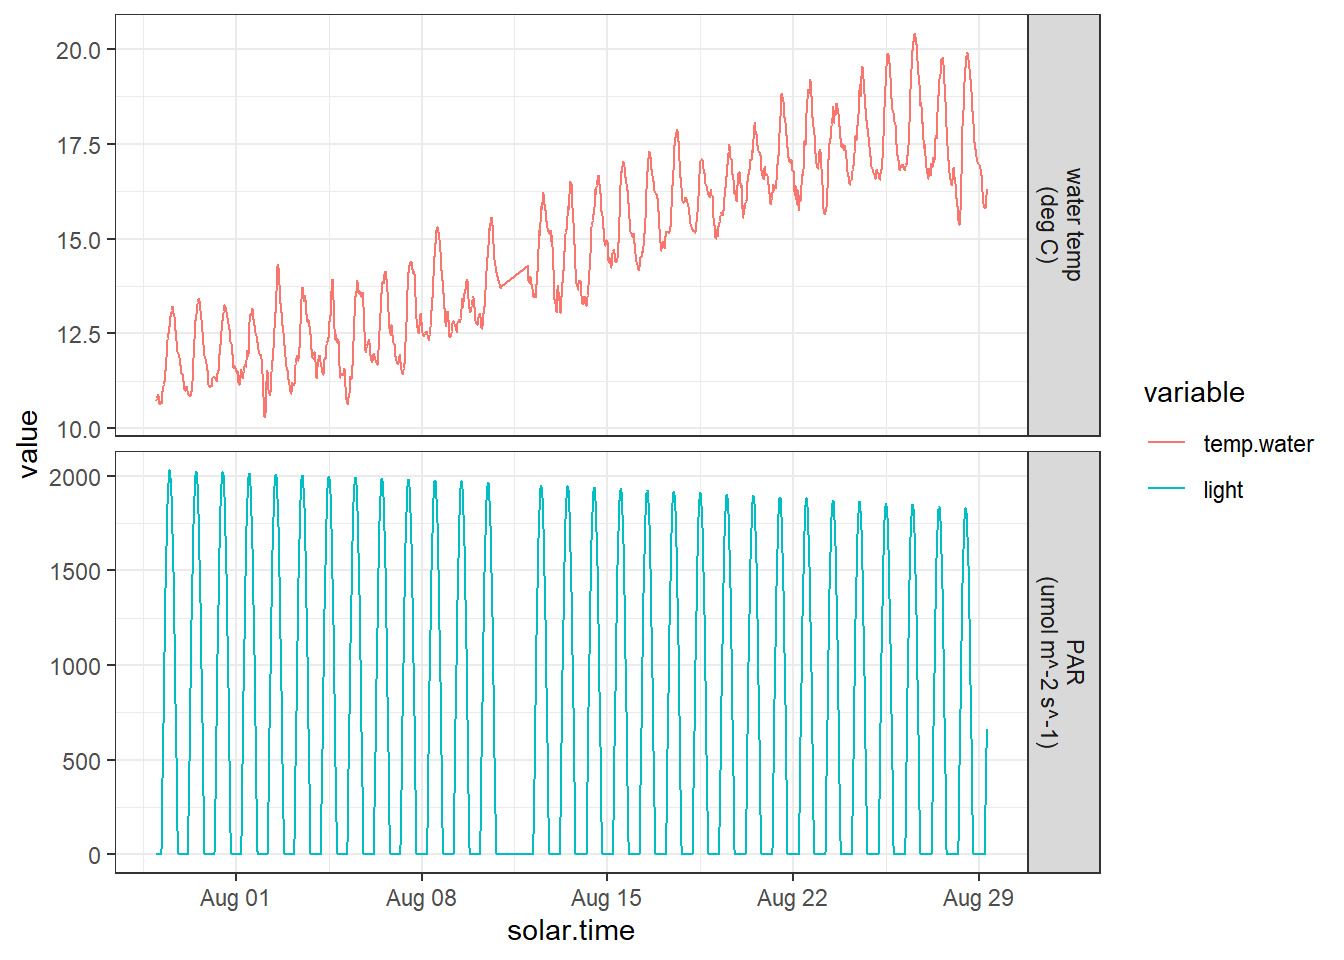 value
20.0
17.5
15.0
12.5
10.0
water temp
(deg C)
2000
1500
1000
500
0
PAR
(umol m^-2 s^-1)
Aug 01
Aug 08
Aug 15
Aug 22
Aug 29
solar.time
variable
temp.water
light